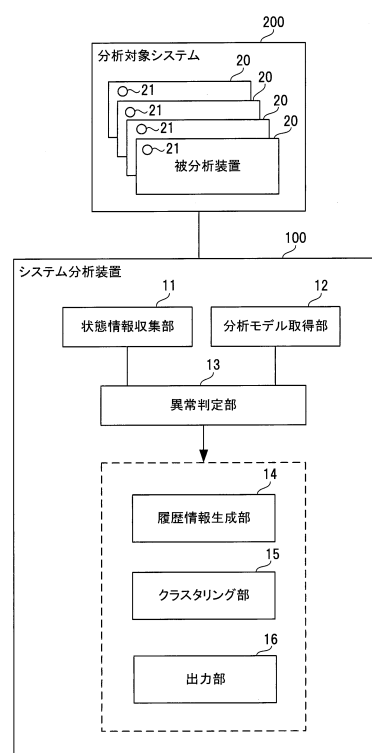 200
分析対象システム
20
20
20
20
21
21
21
21
被分析装置
100
システム分析装置
11
12
状態情報収集部
分析モデル取得部
13
異常判定部
14
履歴情報生成部
15
クラスタリング部
16
出力部